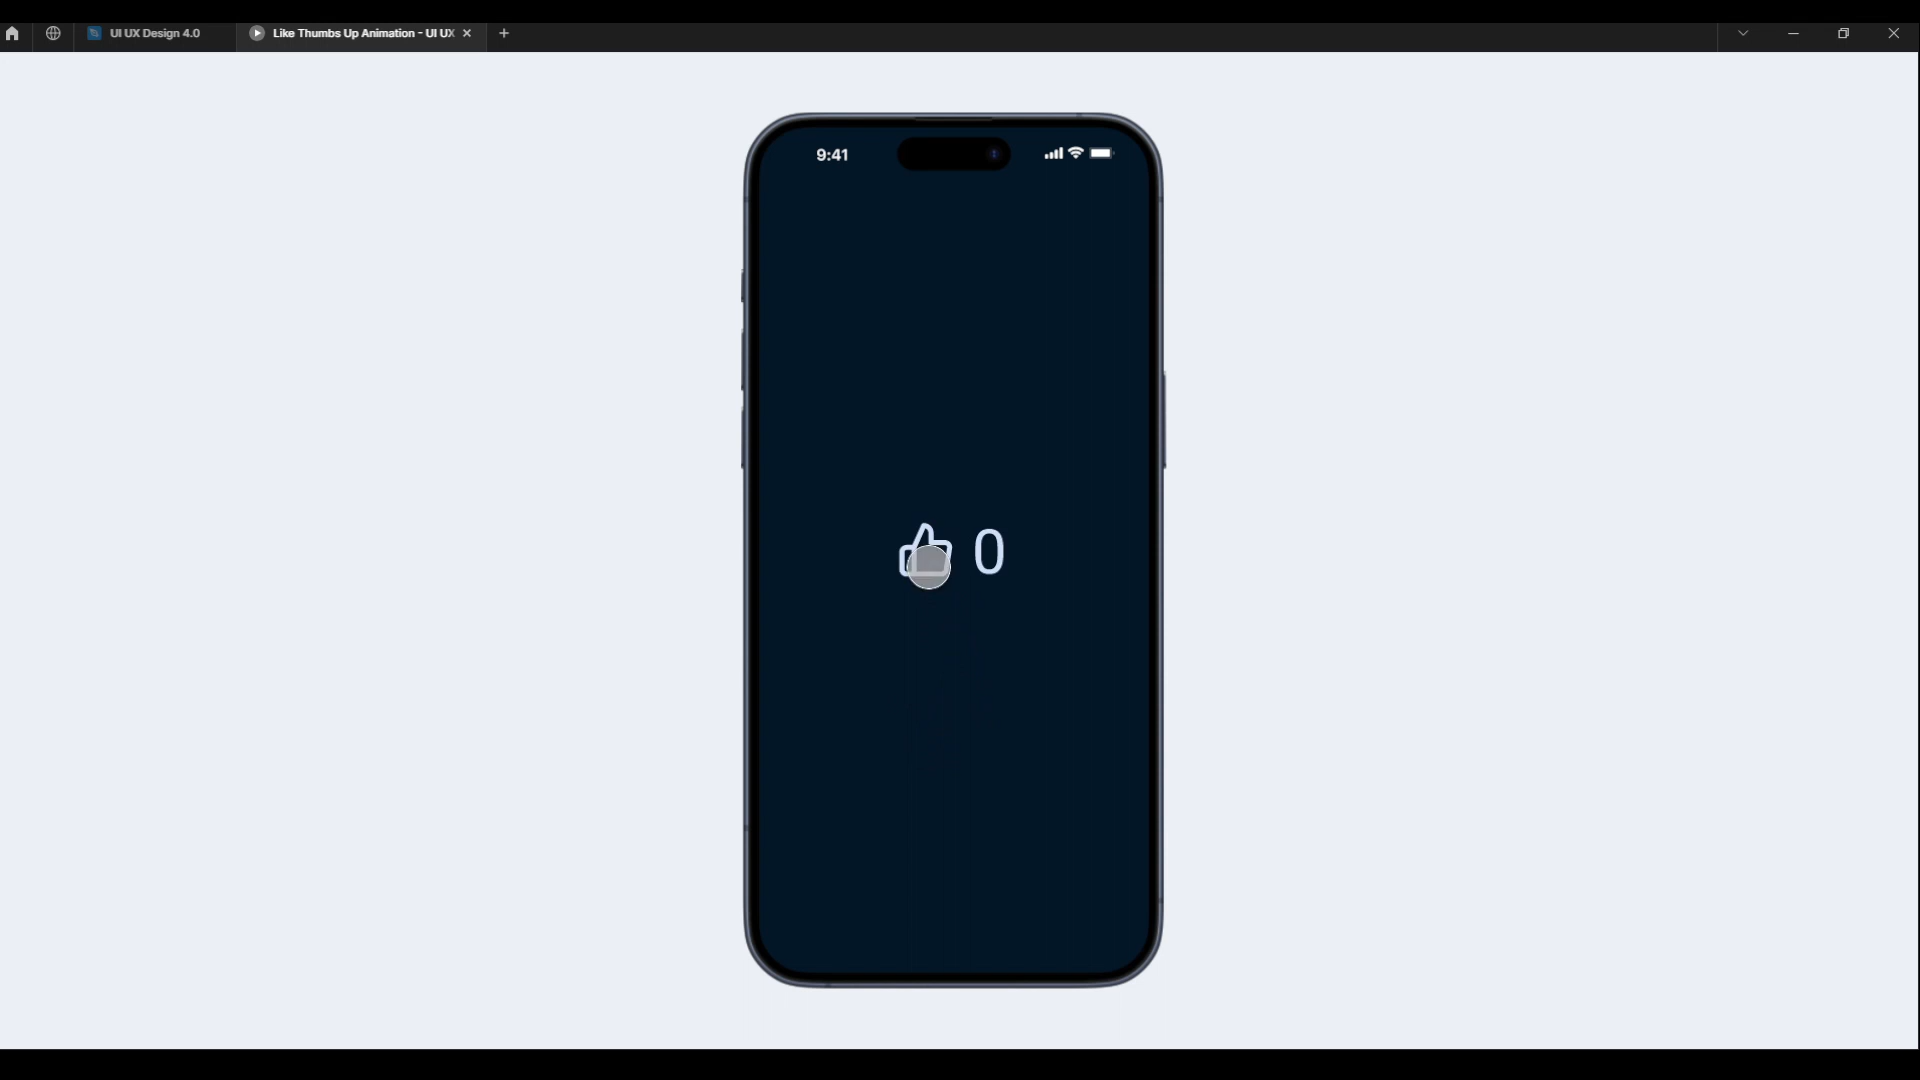 UI UX Design 4.0
Like Thumbs Up Animation - UI UX
9:41
0